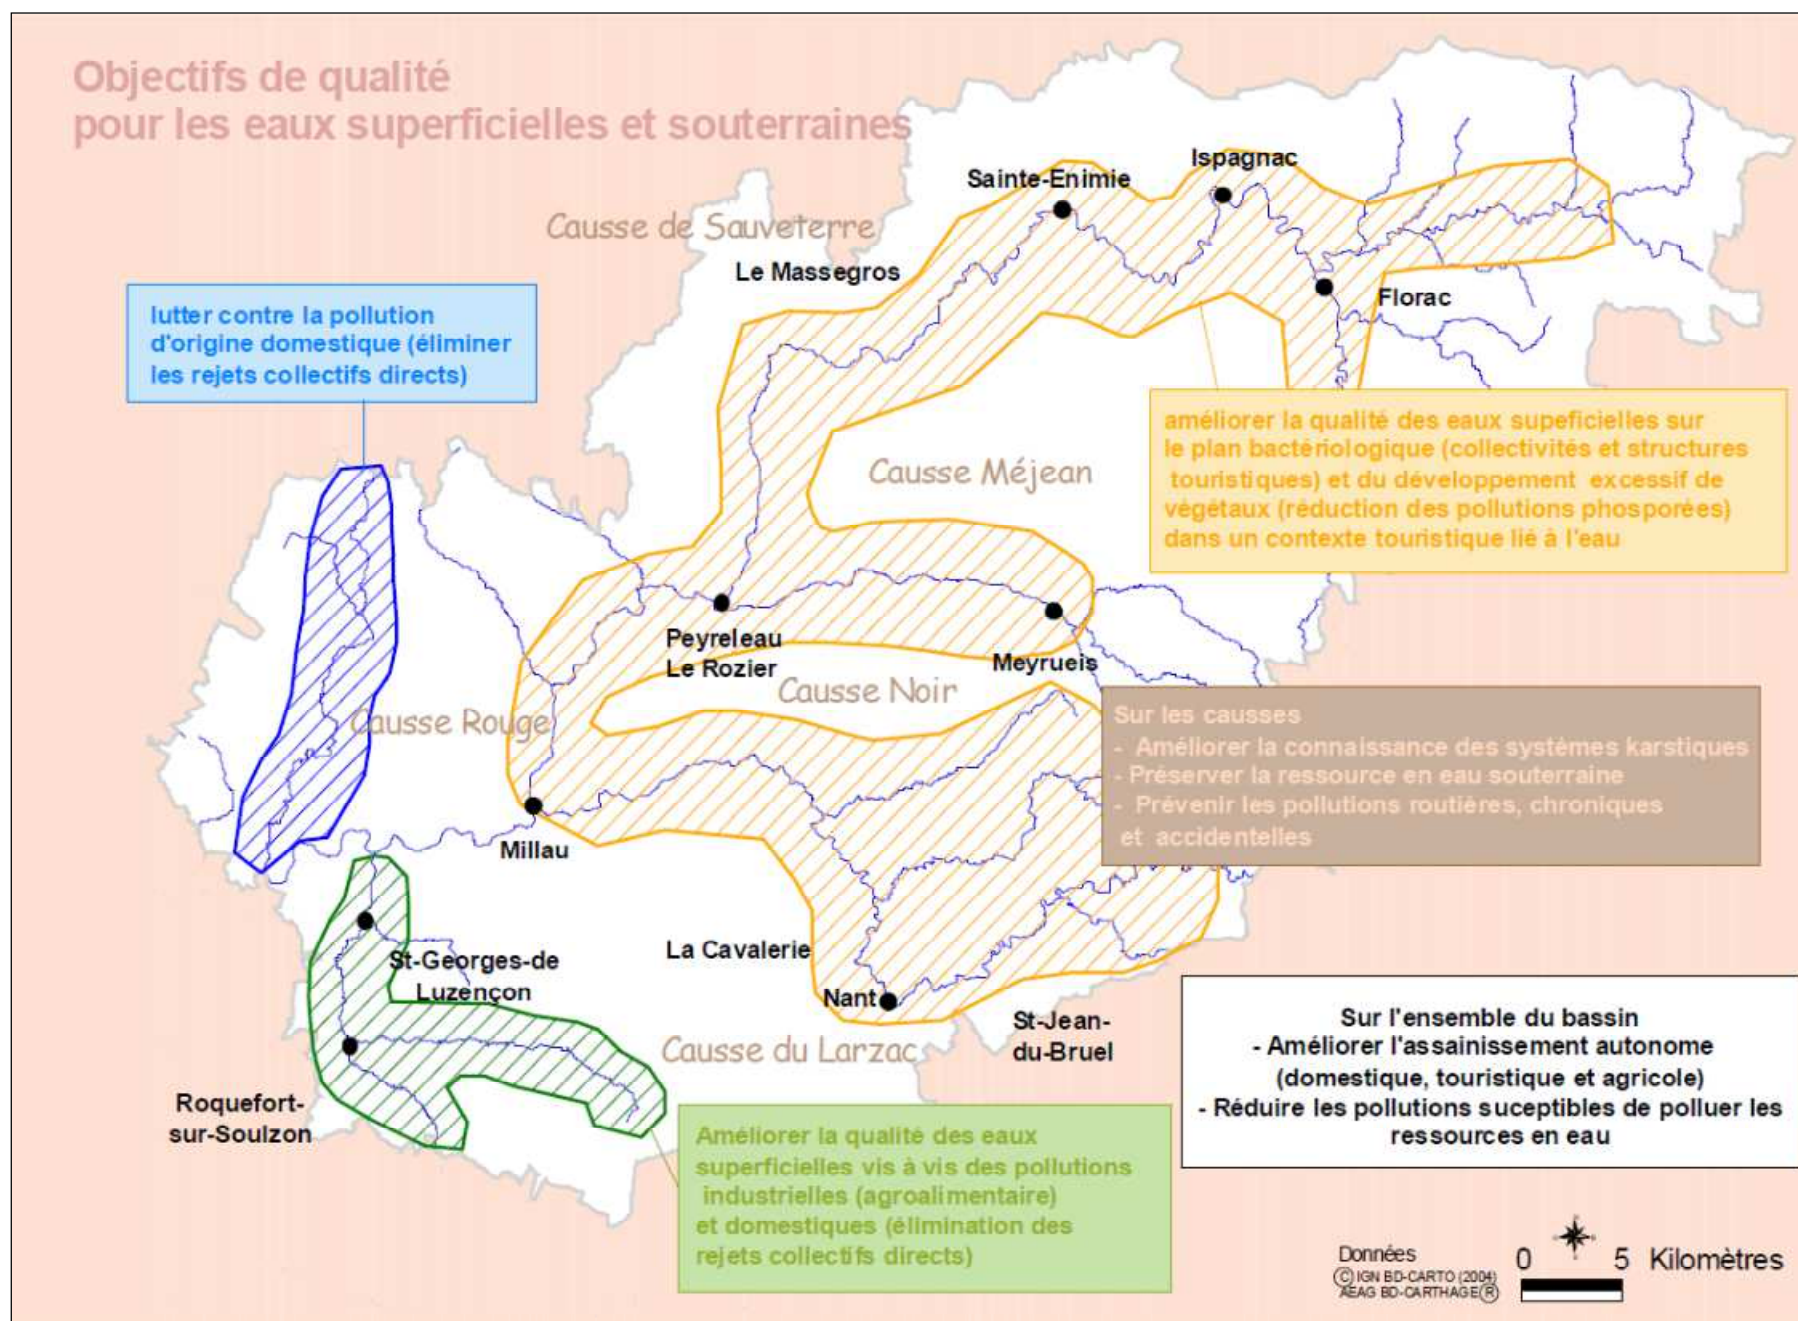 Objectifs de qualité
pour les eaux superficielles et souterraines
Ispagnac
Sainte-Enimie
Causse de Sauveterre
Le Massegros
Florac
lutter contre la pollution
d'origine domestique (éliminer
les rejets collectifs directs)
améliorer la qualité des eaux supeficielles sur
le plan bactériologique (collectivités et structures
touristiques) et du développement excessif de
végétaux (réduction des pollutions phosporées)
dans un contexte touristique lié à l'eau
Causse Méjean
Peyreleau
Le Rozier
Meyrueis
Causse Noir
Causse Rouge
Sur les causses
- Améliorer la connaissance des systèmes karstiques
- Préserver la ressource en eau souterraine
- Prévenir les pollutions routières, chroniques
et accidentelles
Millau
La Cavalerie
St-Georges-de
Luzençon
Nant
St-Jean-
du-Bruel
Causse du Larzac
Roquefort-
sur-Soulzon
Sur l'ensemble du bassin
- Améliorer l'assainissement autonome
(domestique, touristique et agricole)
- Réduire les pollutions suceptibles de polluer les
ressources en eau
Améliorer la qualité des eaux
superficielles vis à vis des pollutions
industrielles (agroalimentaire)
et domestiques (élimination des
rejets collectifs directs)
Données
© IGN BD-CARTO (2004)
AEAG BD-CARTHAGE ®
0 5 Kilomètres